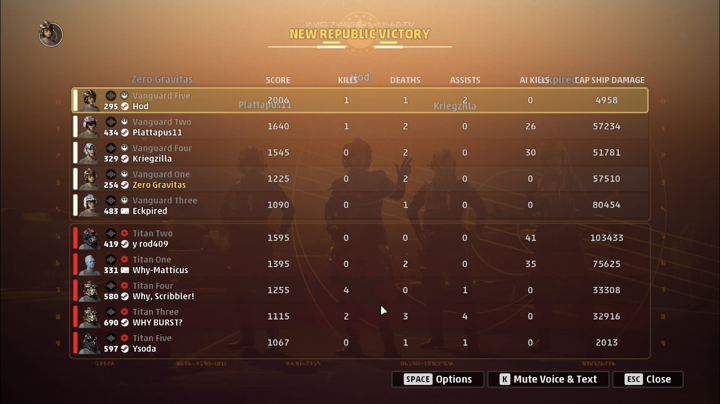 NEW REPUBLIC VICTORY
Zero Gravitas Hod Eckpired
SCORE KILLS DEATHS ASSISTS AI KILLS CAP SHIP DAMAGE
Vanguard Five
295 Hod 2006 1 1 2 0 4958
Plattapus11 Kriegzilla
Vanguard Two
434 Plattapus11 1640 1 2 0 26 57234
Vanguard Four
329 Kriegzilla 1545 0 2 0 30 51781
Vanguard One
254 Zero Gravitas 1225 0 2 0 0 57510
Vanguard Three
483 Eckpired 1090 0 1 0 0 80454
Titan Two
419 y rod409 1595 0 0 0 41 103433
Titan One
331 Why-Matticus 1395 0 2 0 35 75625
Titan Four
580 Why, Scribbler! 1255 4 0 1 0 33308
Titan Three
690 WHY BURST? 1115 2 3 4 0 32916
Titan Five
597 Ysoda 1067 0 1 1 0 2013
SPACE Options K Mute Voice & Text ESC Close